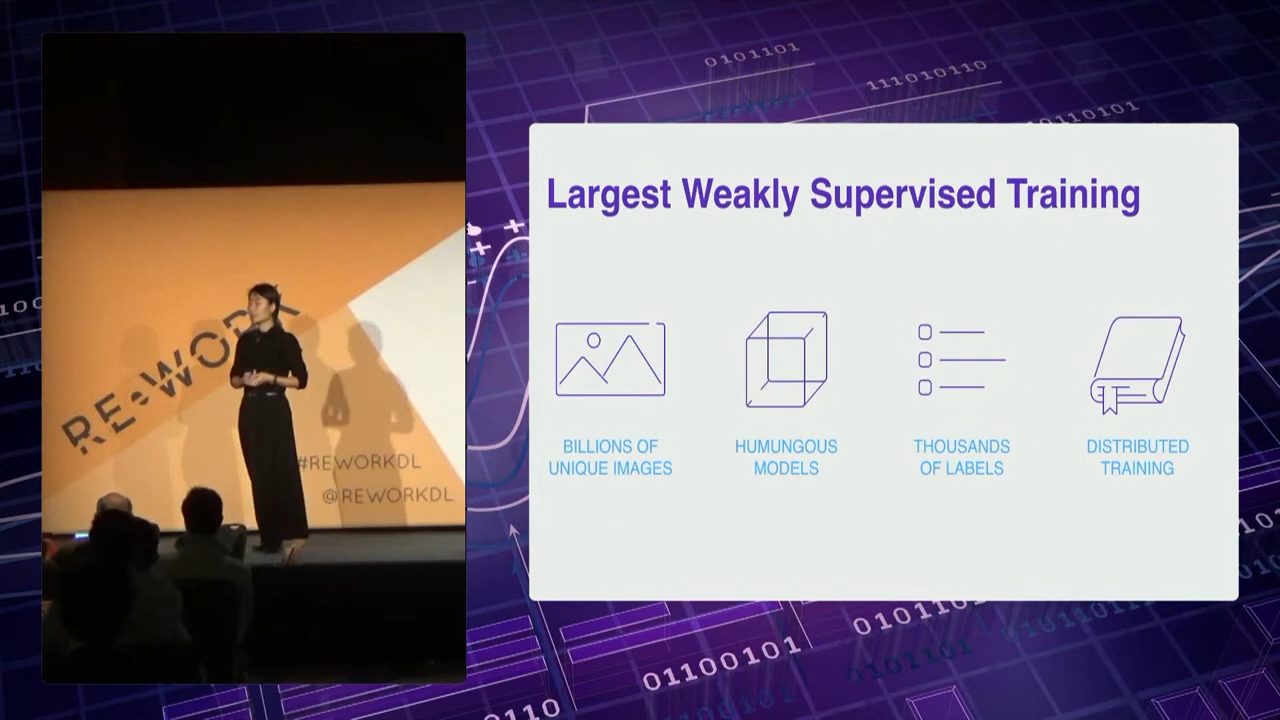 0101101
111010110
0110101
RE•WORK
#REWORKDL
@REWORKDL
Largest Weakly Supervised Training
BILLIONS OF
UNIQUE IMAGES
HUMUNGOUS
MODELS
THOUSANDS
OF LABELS
DISTRIBUTED
TRAINING
01100101